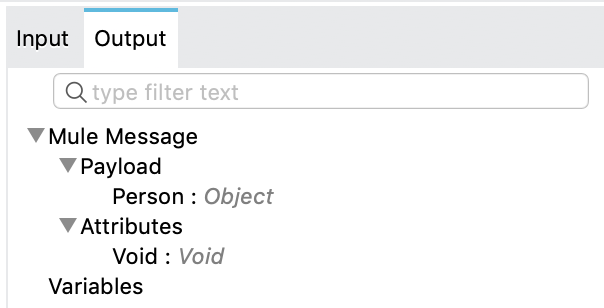 Input Output
type filter text
Mule Message
Payload
Person : Object
Attributes
Void : Void
Variables